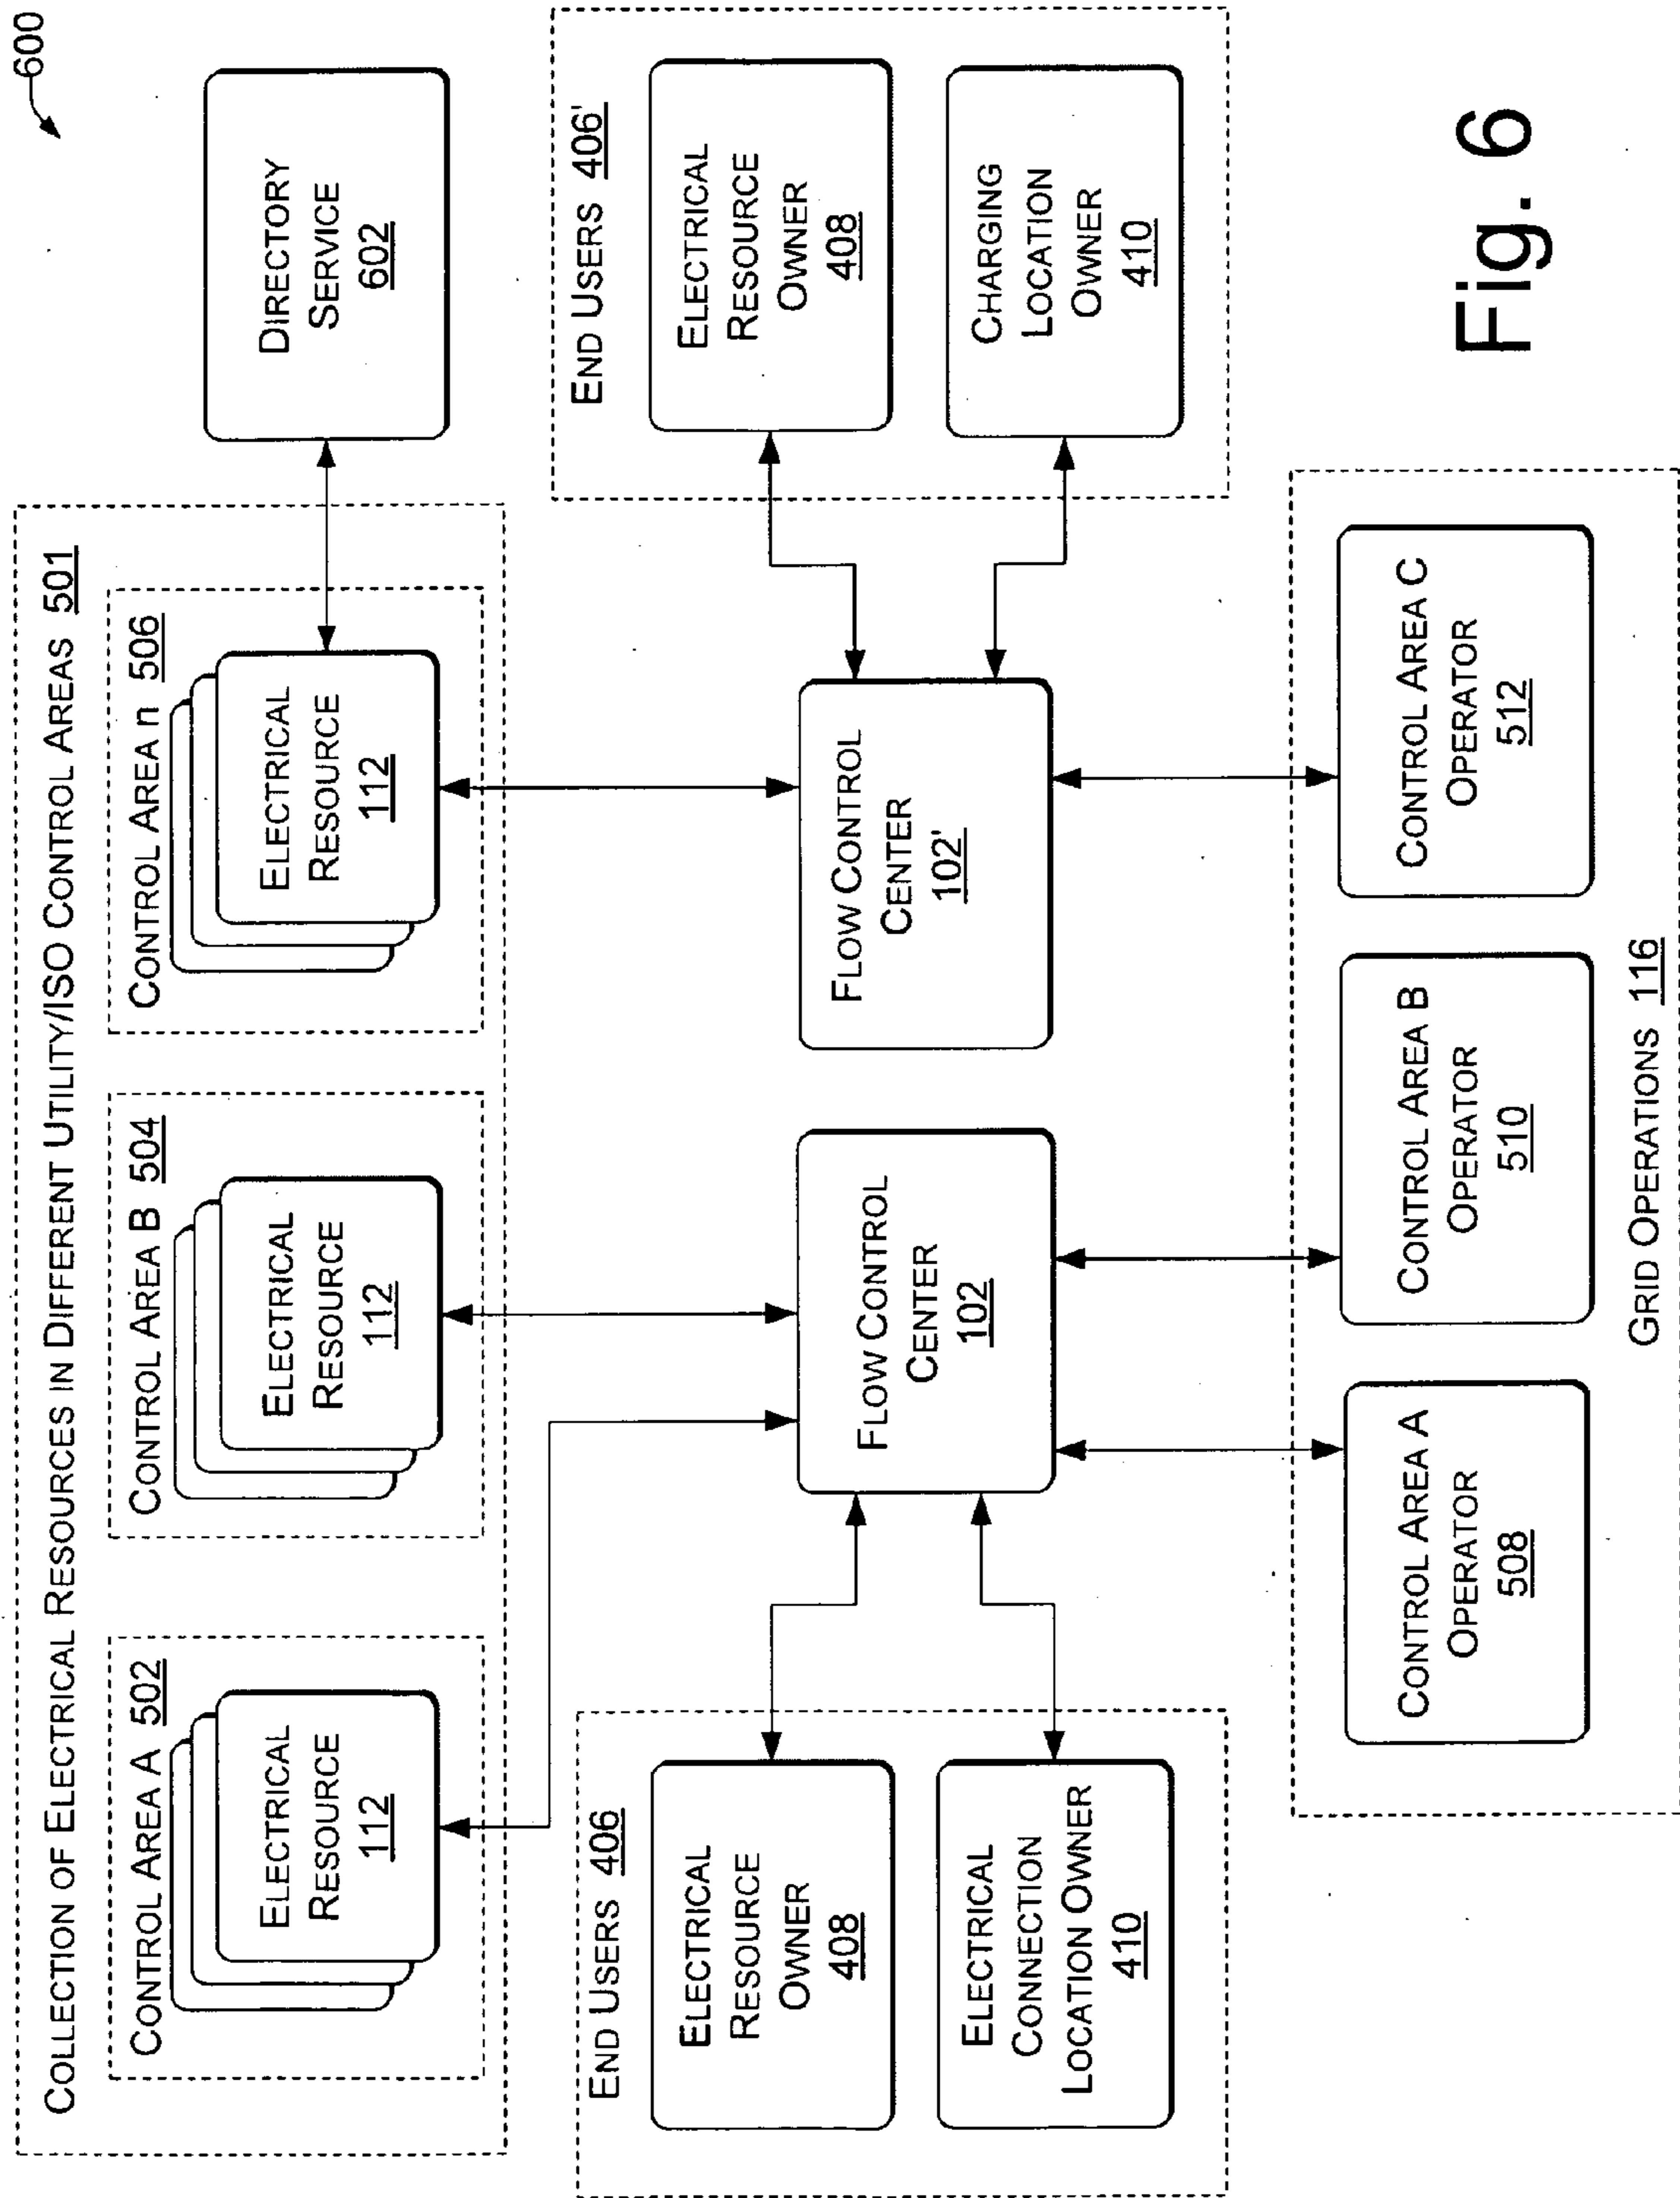 600
COLLECTION OF ELECTRICAL RESOURCES IN DIFFERENT UTILITY/ISO CONTROL AREAS 501
CONTROL AREA A 502
ELECTRICAL
RESOURCE
112
CONTROL AREA B 504
ELECTRICAL
RESOURCE
112
CONTROL AREA n 506
ELECTRICAL
RESOURCE
112
DIRECTORY
SERVICE
602
END USERS 406
ELECTRICAL
RESOURCE
OWNER
408
ELECTRICAL
CONNECTION
LOCATION OWNER
410
FLOW CONTROL
CENTER
102
FLOW CONTROL
CENTER
102'
END USERS 406'
ELECTRICAL
RESOURCE
OWNER
408
CHARGING
LOCATION
OWNER
410
CONTROL AREA A
OPERATOR
508
CONTROL AREA B
OPERATOR
510
CONTROL AREA C
OPERATOR
512
GRID OPERATIONS 116
Fig. 6